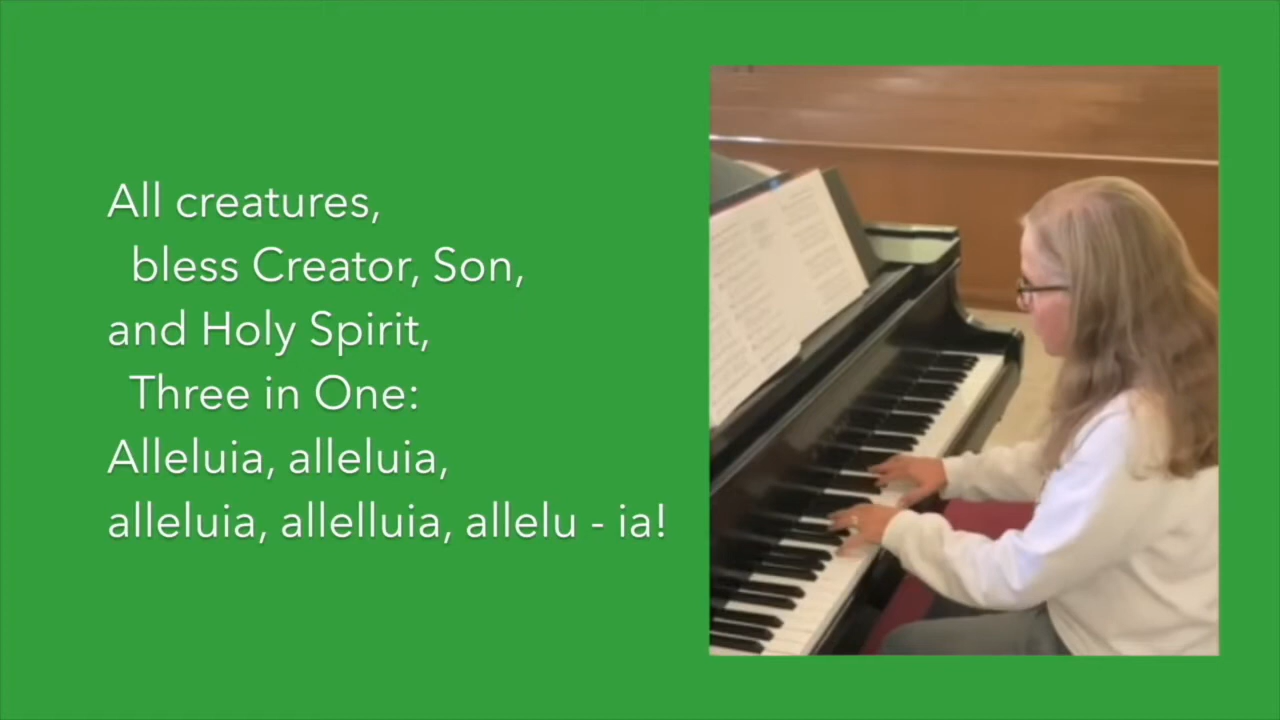 All creatures,
bless Creator, Son,
and Holy Spirit,
Three in One:
Alleluia, alleluia,
alleluia, allelluia, allelu - ia!